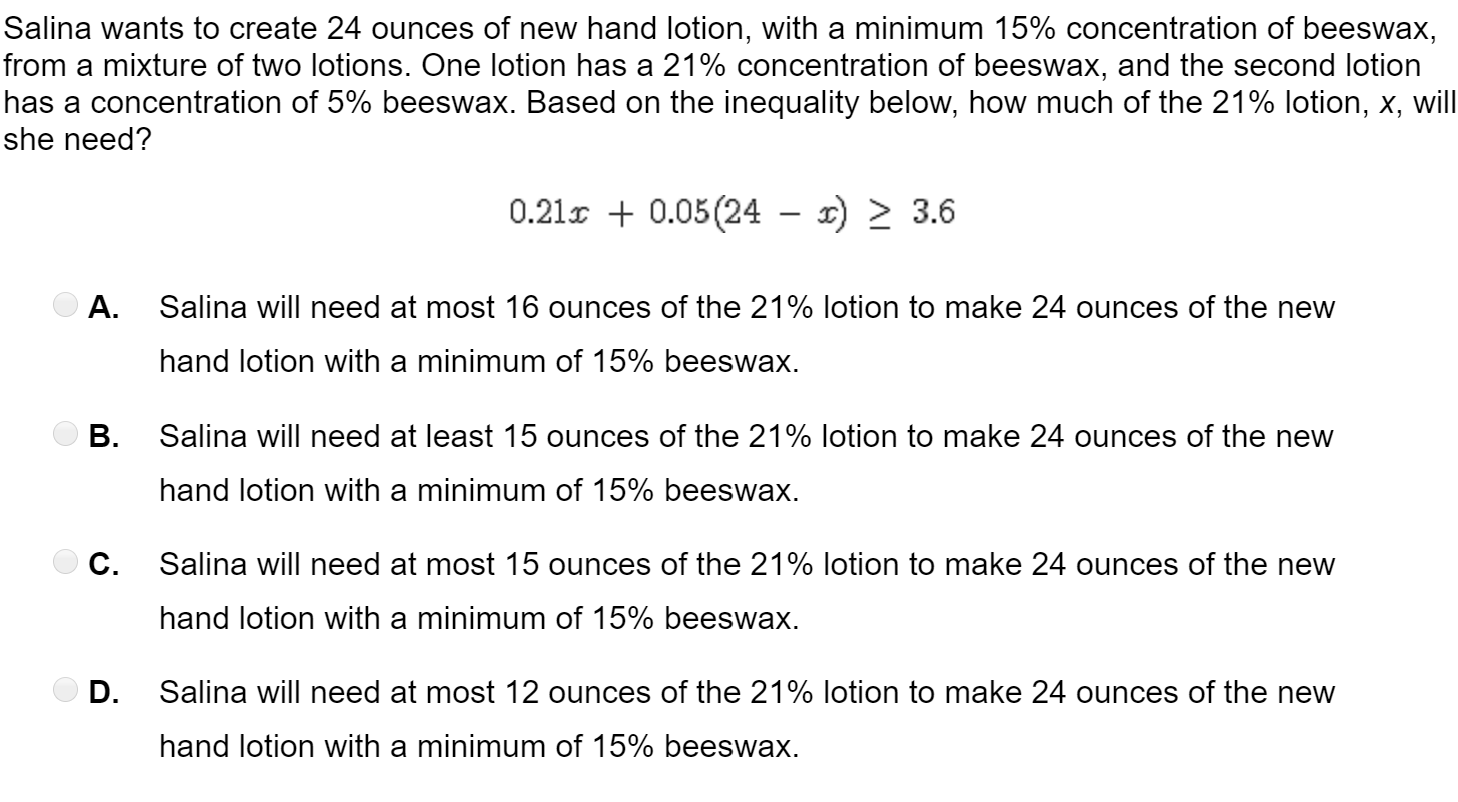 Salina wants to create 24 ounces of new hand lotion, with a minimum 15% concentration of beeswax,
from a mixture of two lotions. One lotion has a 21% concentration of beeswax, and the second lotion
has a concentration of 5% beeswax. Based on the inequality below, how much of the 21% lotion, x, will
she need?
0.21x + 0.05(24 − x) ≥ 3.6
A. Salina will need at most 16 ounces of the 21% lotion to make 24 ounces of the new
hand lotion with a minimum of 15% beeswax.
B. Salina will need at least 15 ounces of the 21% lotion to make 24 ounces of the new
hand lotion with a minimum of 15% beeswax.
C. Salina will need at most 15 ounces of the 21% lotion to make 24 ounces of the new
hand lotion with a minimum of 15% beeswax.
D. Salina will need at most 12 ounces of the 21% lotion to make 24 ounces of the new
hand lotion with a minimum of 15% beeswax.